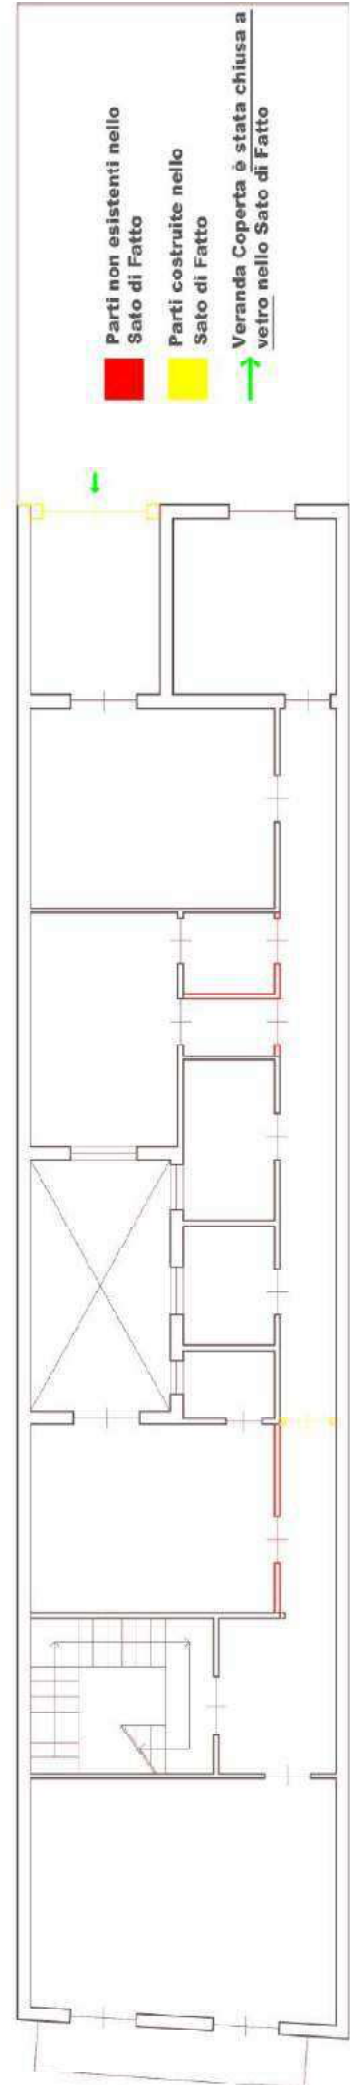 Parti non esistenti nello
Sato di Fatto
Parti costruite nello
Sato di Fatto
Veranda Coperta è stata chiusa a
vetro nello Sato di Fatto